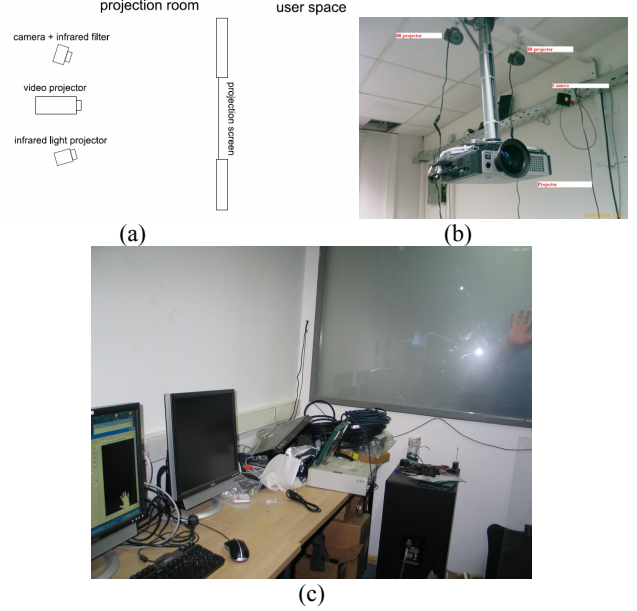 projection room
user space
camera + infrared filter
video projector
infrared light projector
projection screen
(a)
IR projector
IR projector
Camera
Projector
(b)
(c)